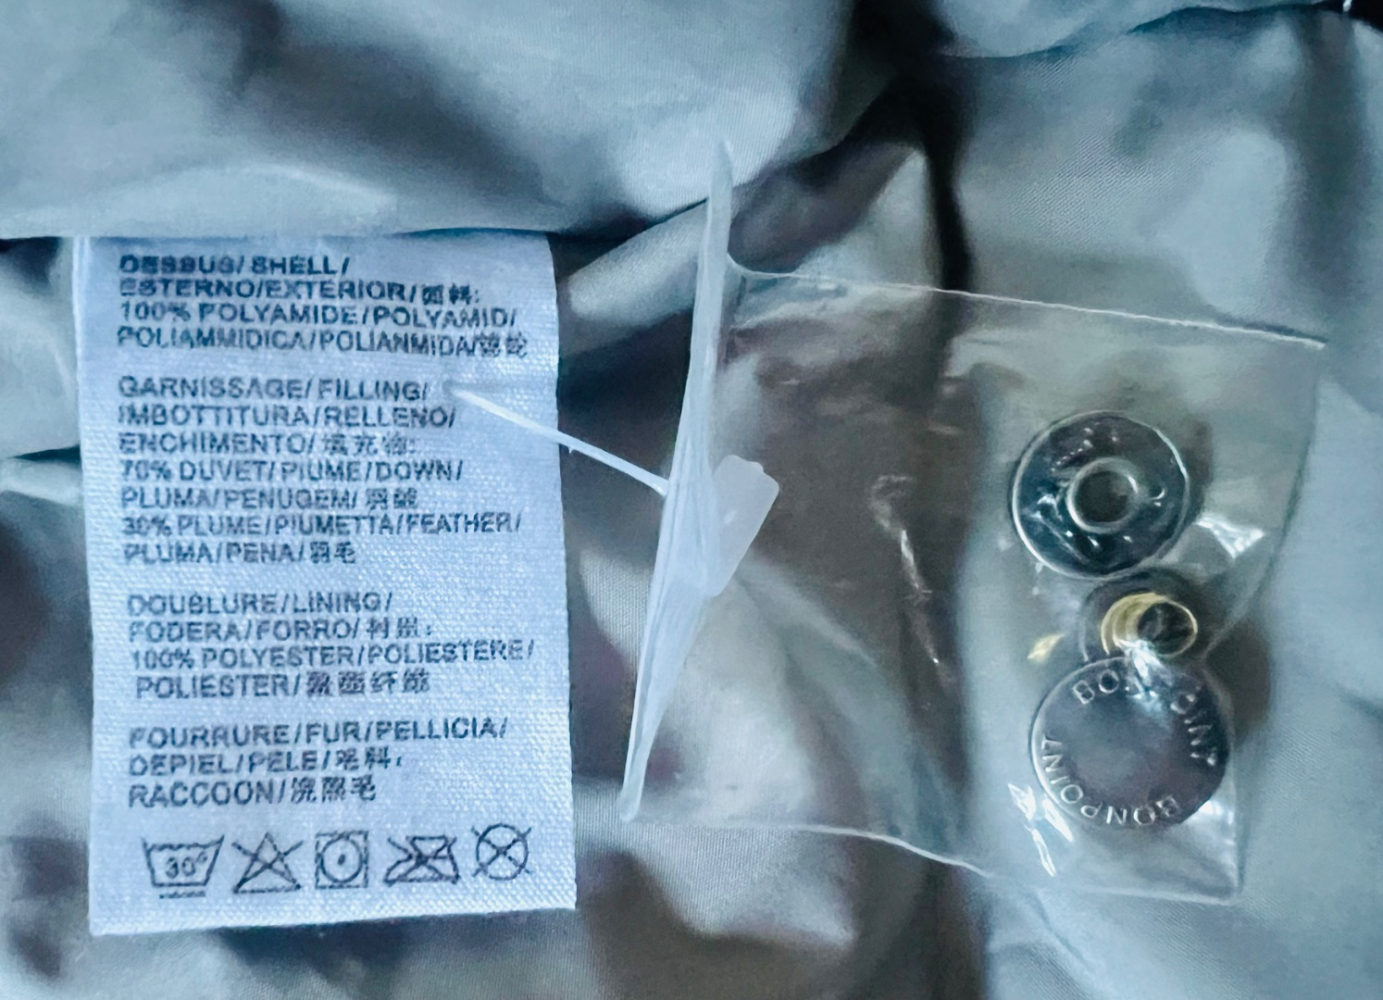 DESSUS/SHELL/
ESTERNO/EXTERIOR/面料:
100% POLYAMIDE/POLYAMID/
POLIAMMIDICA/POLIANMIDA/锦纶
GARNISSAGE/FILLING/
IMBOTTITURA/RELLENO/
ENCHIMENTO/填充物:
70% DUVET/PIUME/DOWN/
PLUMA/PENUGEM/羽绒
30% PLUME/PIUMETTA/FEATHER/
PLUMA/PENA/羽毛
DOUBLURE/LINING/
FODERA/FORRO/衬里:
100% POLYESTER/POLIESTERE/
POLIESTER/聚酯纤维
FOURRURE/FUR/PELLICIA/
DEPIEL/PELE/毛料:
RACCOON/浣熊毛
30°
BONPOINT
BONPOINT